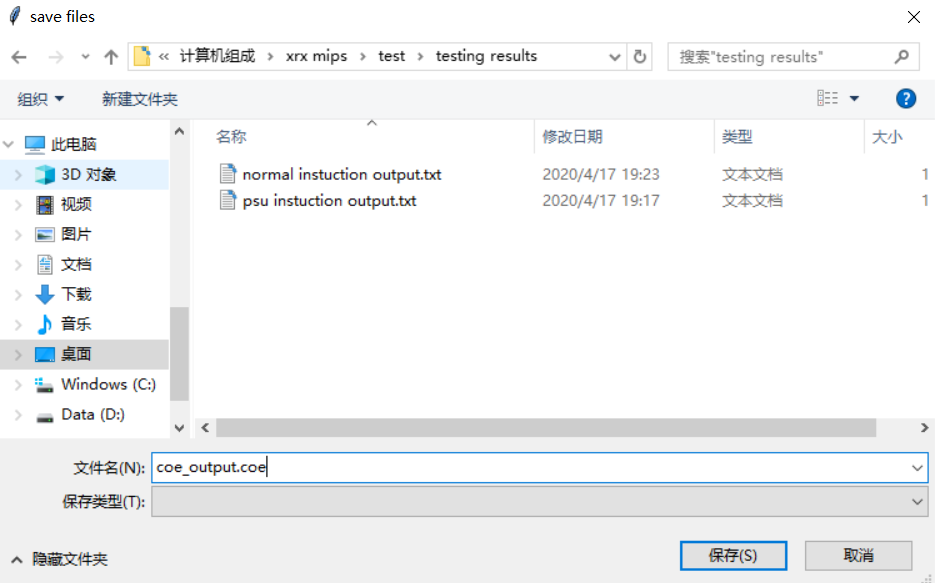 save files
« 计算机组成 › xrx mips › test › testing results
搜索"testing results"
组织
新建文件夹
?
此电脑
3D 对象
视频
图片
文档
下载
音乐
桌面
Windows (C:)
Data (D:)
名称 修改日期 类型 大小
normal instuction output.txt 2020/4/17 19:23 文本文档 1
psu instuction output.txt 2020/4/17 19:17 文本文档 1
文件名(N): coe_output.coe
保存类型(T):
隐藏文件夹
保存(S)
取消